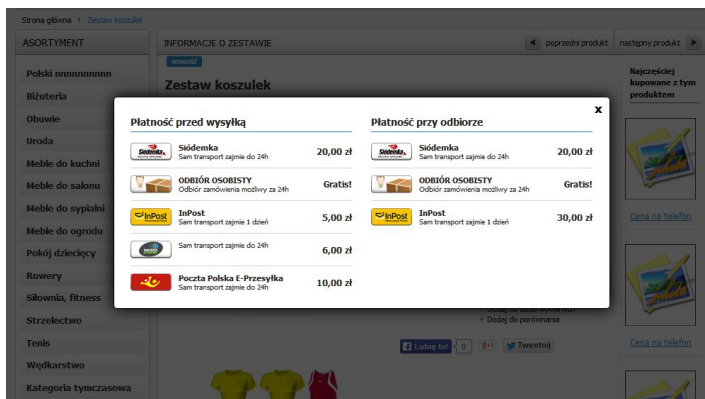 Strona główna
Zestaw koszulek
ASORTYMENT
Polski nnnnnnnnnn
Biżuteria
Obuwie
Uroda
Meble do kuchni
Meble do salonu
Meble do sypialni
Meble do ogrodu
Pokój dziecięcy
Rowery
Siłownia, fitness
Strzelectwo
Tenis
Wędkarstwo
Kategoria tymczasowa
INFORMACJE O ZESTAWIE
poprzedni produkt
następny produkt
NOWOŚĆ
Zestaw koszulek
x
Płatność przed wysyłką
Siódemka
Siódemka
Sam transport zajmie do 24h
20,00 zł
ODBIÓR OSOBISTY
Odbiór zamówienia możliwy za 24h
Gratis!
InPost
InPost
Sam transport zajmie 1 dzień
5,00 zł
Sam transport zajmie do 24h
6,00 zł
Poczta Polska E-Przesyłka
Sam transport zajmie do 24h
10,00 zł
Płatność przy odbiorze
Siódemka
Siódemka
Sam transport zajmie do 24h
20,00 zł
ODBIÓR OSOBISTY
Odbiór zamówienia możliwy za 24h
Gratis!
InPost
InPost
Sam transport zajmie 1 dzień
30,00 zł
Dodaj do porównania
Lubię to!
0
g+1
Tweetnij
Najczęściej
kupowane z tym
produktem
Cena na telefon
Cena na telefon